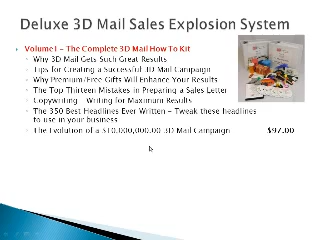 Deluxe 3D Mail Sales Explosion System
Volume I - The Complete 3D Mail How To Kit
Why 3D Mail Gets Such Great Results
Tips for Creating a Successful 3D Mail Campaign
Why Premium/Free Gifts Will Enhance Your Results
The Top Thirteen Mistakes in Preparing a Sales Letter
Copywriting - Writing for Maximum Results
The 350 Best Headlines Ever Written - Tweak these headlines
to use in your business
The Evolution of a $10,000,000.00 3D Mail Campaign $97.00